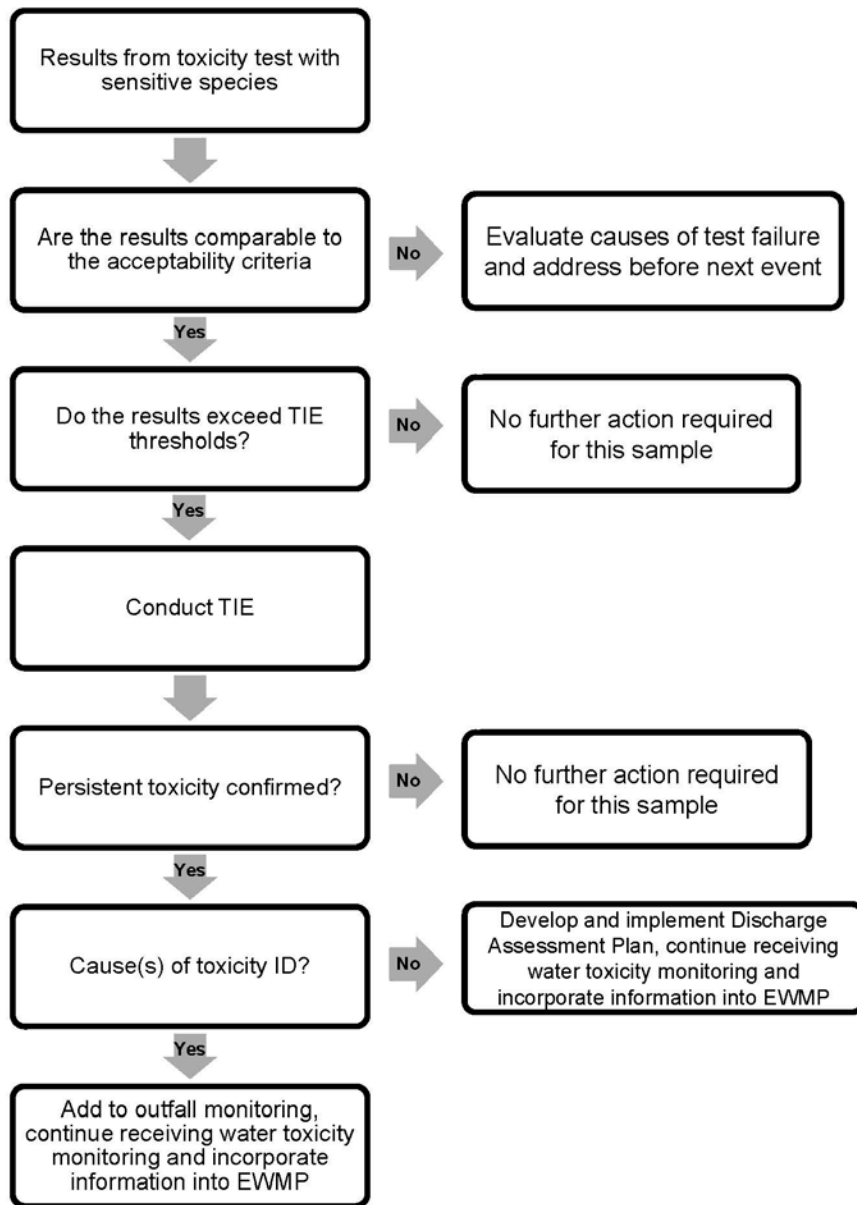 Results from toxicity test with
sensitive species
Are the results comparable to
the acceptability criteria
No
Evaluate causes of test failure
and address before next event
Yes
Do the results exceed TIE
thresholds?
No
No further action required
for this sample
Yes
Conduct TIE
Persistent toxicity confirmed?
No
No further action required
for this sample
Yes
Cause(s) of toxicity ID?
No
Develop and implement Discharge
Assessment Plan, continue receiving
water toxicity monitoring and
incorporate information into EWMP
Yes
Add to outfall monitoring,
continue receiving water toxicity
monitoring and incorporate
information into EWMP